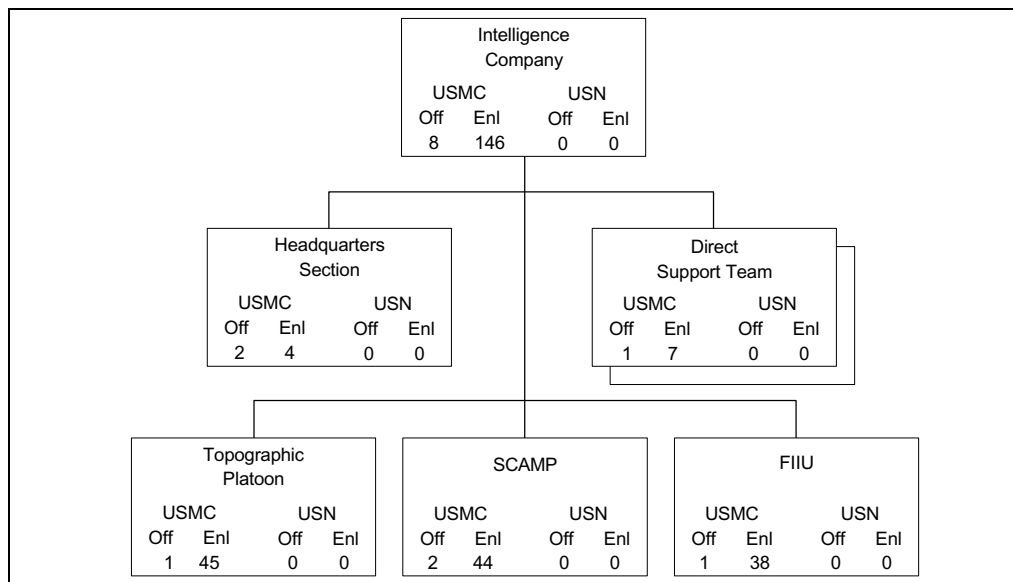 Intelligence
Company
USMC USN
Off Enl Off Enl
8 146 0 0
Headquarters
Section
USMC USN
Off Enl Off Enl
2 4 0 0
Direct
Support Team
USMC USN
Off Enl Off Enl
1 7 0 0
Topographic
Platoon
USMC USN
Off Enl Off Enl
1 45 0 0
SCAMP
USMC USN
Off Enl Off Enl
2 44 0 0
FIIU
USMC USN
Off Enl Off Enl
1 38 0 0